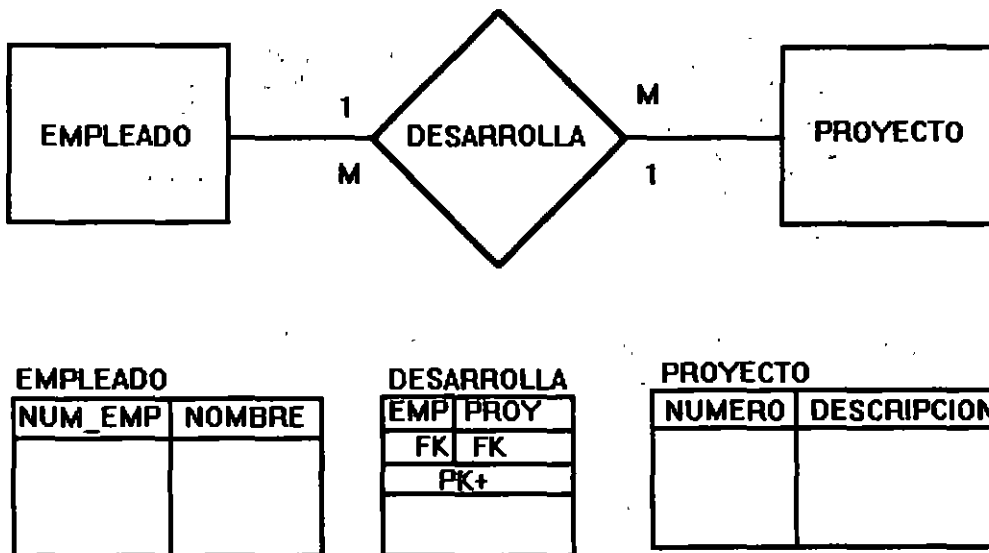 EMPLEADO
1
M
DESARROLLA
M
1
PROYECTO
EMPLEADO
NUM_EMP NOMBRE
DESARROLLA
EMP PROY
FK FK
PK+
PROYECTO
NUMERO DESCRIPCION